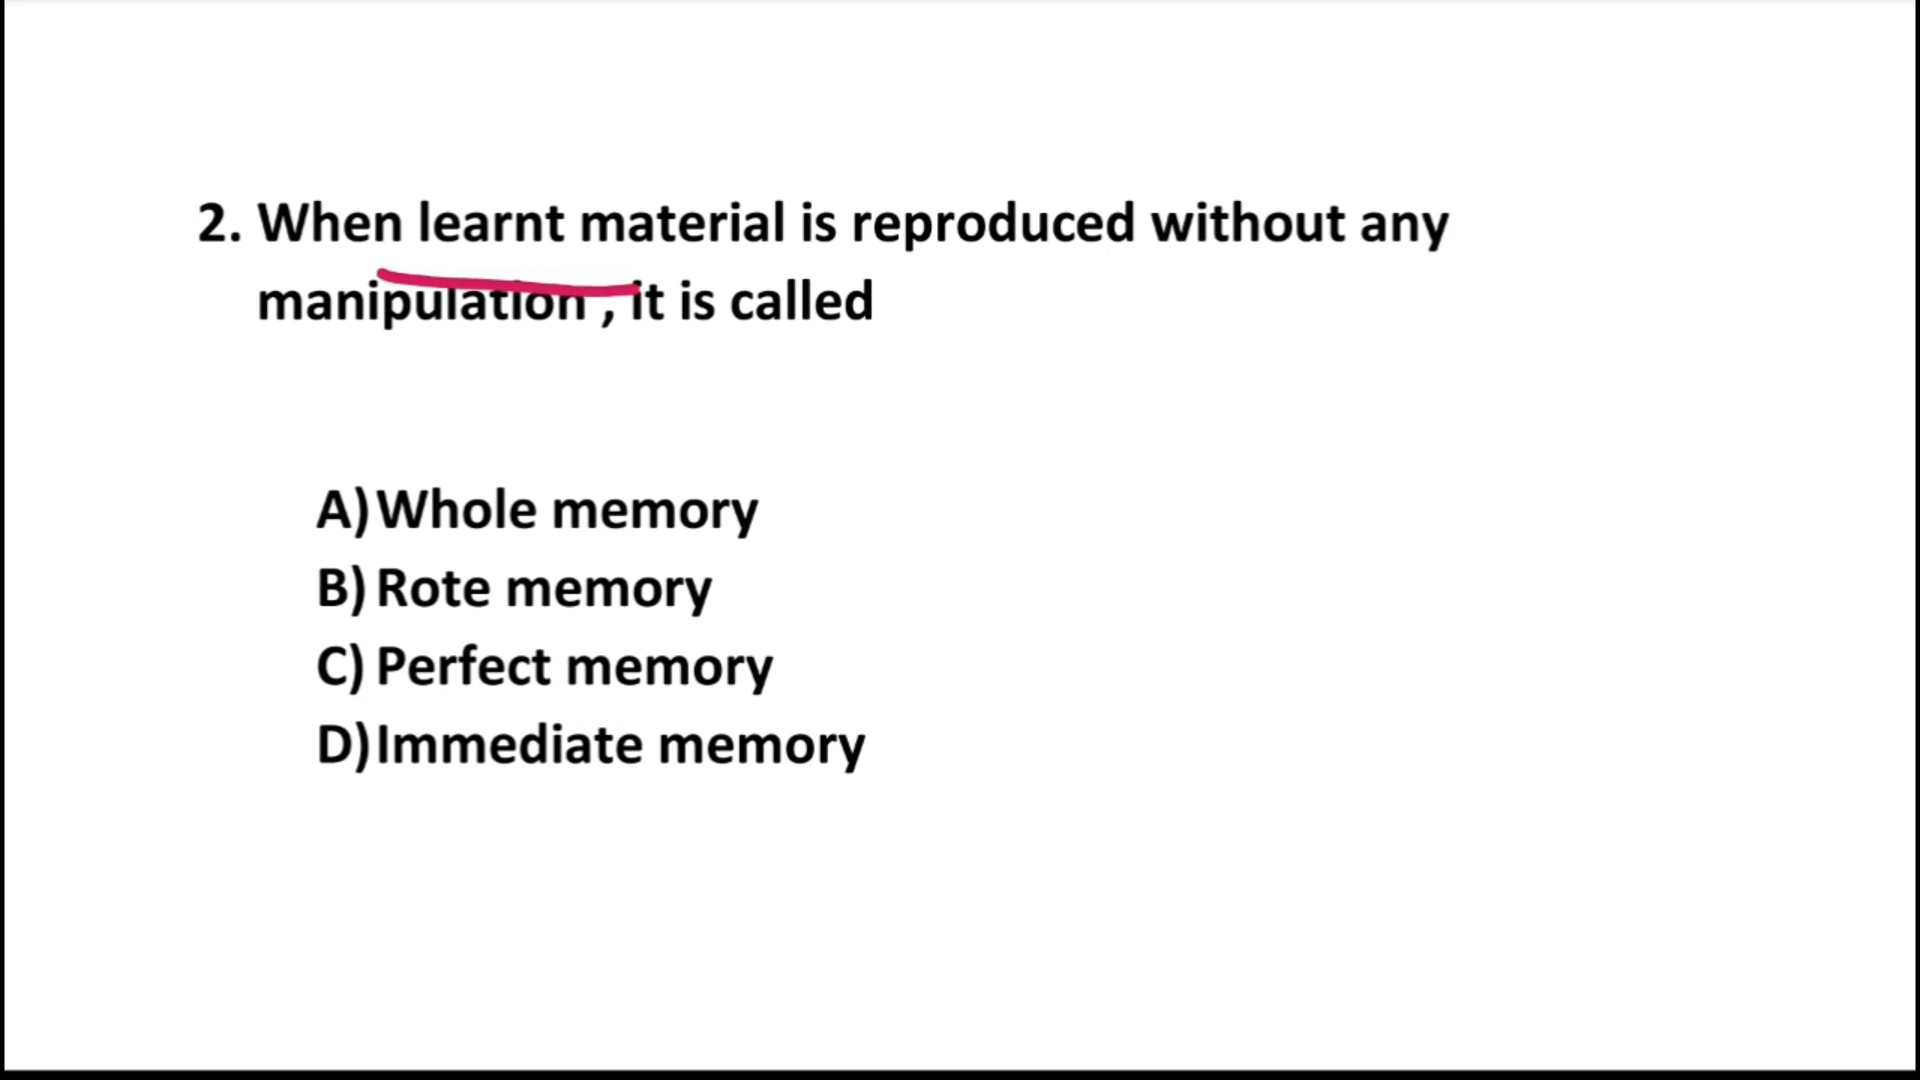 2. When learnt material is reproduced without any
manipulation , it is called
A) Whole memory
B) Rote memory
C) Perfect memory
D) Immediate memory